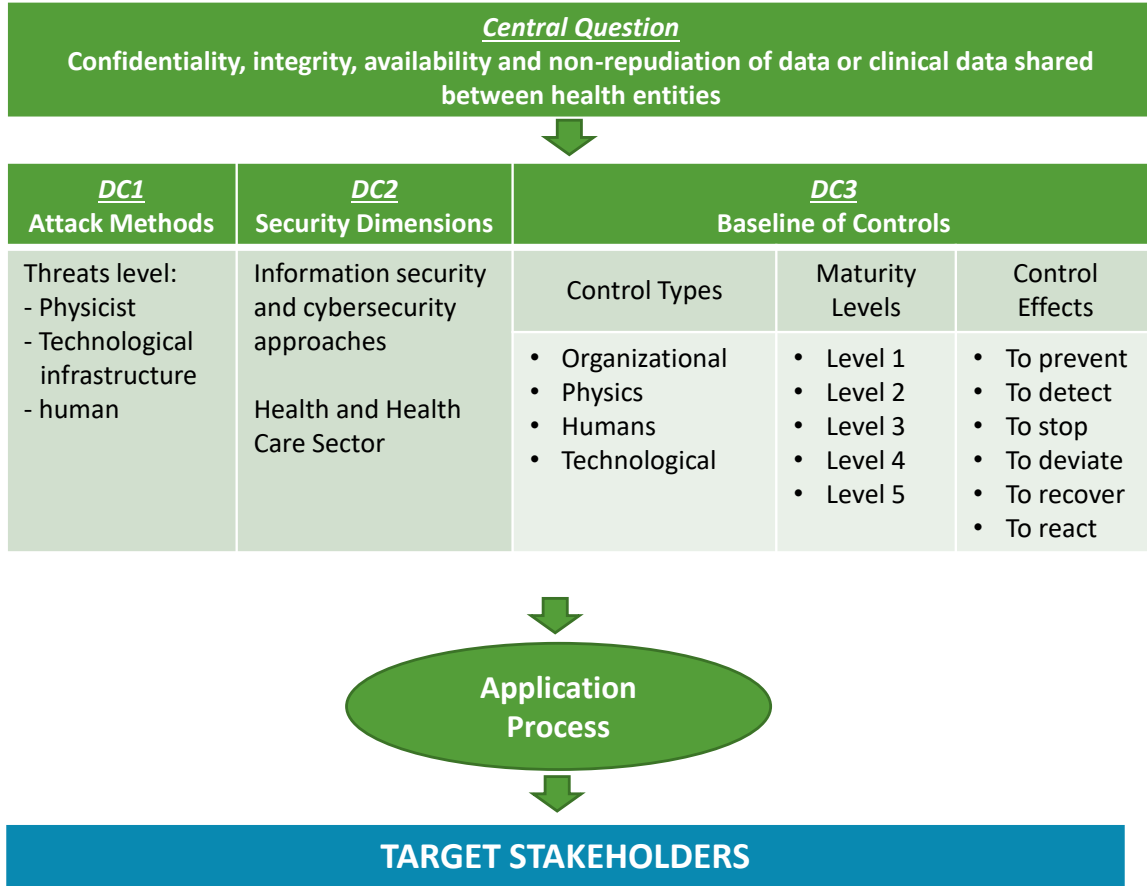 Central Question
Confidentiality, integrity, availability and non-repudiation of data or clinical data shared
between health entities
DC1
Attack Methods
DC2
Security Dimensions
DC3
Baseline of Controls
Threats level:
- Physicist
- Technological
infrastructure
- human
Information security
and cybersecurity
approaches
Health and Health
Care Sector
Control Types
• Organizational
• Physics
• Humans
• Technological
Maturity
Levels
• Level 1
• Level 2
• Level 3
• Level 4
• Level 5
Control
Effects
• To prevent
• To detect
• To stop
• To deviate
• To recover
• To react
Application
Process
TARGET STAKEHOLDERS